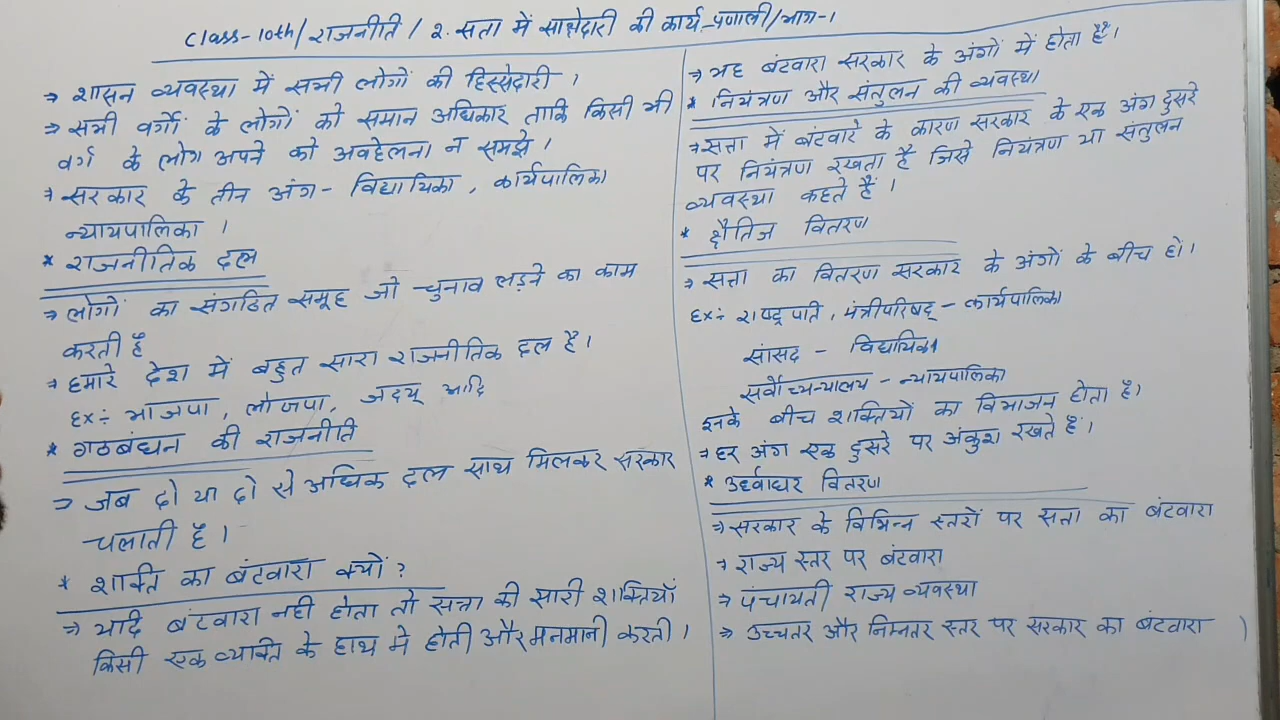 Class-10th/राजनीति/2. सत्ता में साझेदारी की कार्य-प्रणाली/भाग-1
→ शासन व्यवस्था में सभी लोगों की हिस्सेदारी ।
→ सभी वर्गों के लोगों को समान अधिकार ताकि किसी भी
वर्ग के लोग अपने को अवहेलना न समझे ।
→ सरकार के तीन अंग - विद्यायिका, कार्यपालिका
न्यायपालिका ।
* राजनीतिक दल
→ लोगों का संगठित समूह जो चुनाव लड़ने का काम
करती है
→ हमारे देश में बहुत सारा राजनीतिक दल है।
Ex÷ भाजपा, लोजपा, जदयू आदि
* गठबंधन की राजनीति
→ जब दो या दो से अधिक दल साथ मिलकर सरकार
चलाती है।
* शक्ति का बंटवारा क्यों?
→ यदि बंटवारा नही होता तो सत्ता की सारी शक्तियाँ
किसी एक व्यक्ति के हाथ मे होती और मनमानी करती।
→ यह बंटवारा सरकार के अंगों में होता है।
* नियंत्रण और संतुलन की व्यवस्था
→ सत्ता में बंटवारे के कारण सरकार के एक अंग दुसरे
पर नियंत्रण रखता है जिसे नियंत्रण या संतुलन
व्यवस्था कहते हैं ।
* क्षैतिज वितरण
→ सत्ता का वितरण सरकार के अंगों के बीच हो।
Ex÷ राष्ट्रपति, मंत्रीपरिषद् - कार्यपालिका
सांसद - विद्यायिका
सर्वोच्यन्यालय - न्यायपालिका
इनके बीच शक्तियों का विभाजन होता है।
→ हर अंग एक दुसरे पर अंकुश रखते हैं।
* उर्ध्वाधर वितरण
→ सरकार के विभिन्न स्तरों पर सत्ता का बंटवारा
→ राज्य स्तर पर बंटवारा
→ पंचायती राज्य व्यवस्था
→ उच्चतर और निम्नतर स्तर पर सरकार का बंटवारा ।